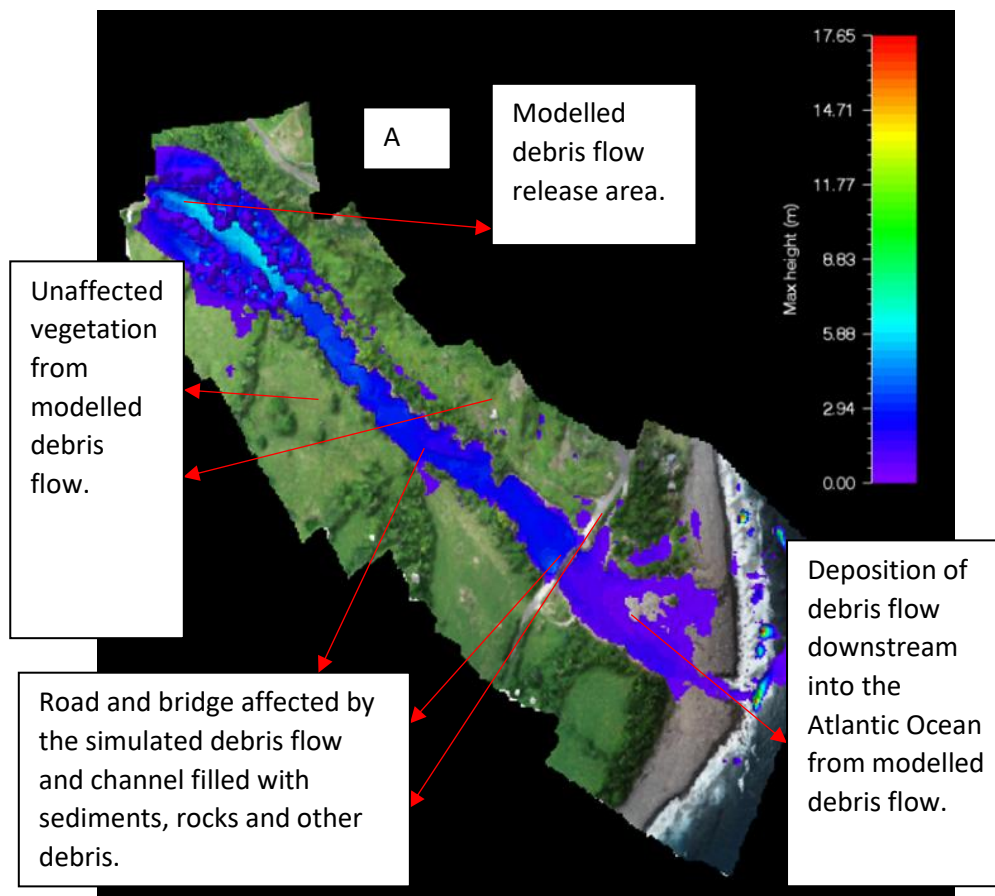 A
Modelled
debris flow
release area.
17.65
14.71
11.77
8.83
5.88
2.94
0.00
Max height (m)
Unaffected
vegetation
from
modelled
debris
flow.
Road and bridge affected by
the simulated debris flow
and channel filled with
sediments, rocks and other
debris.
Deposition of
debris flow
downstream
into the
Atlantic Ocean
from modelled
debris flow.